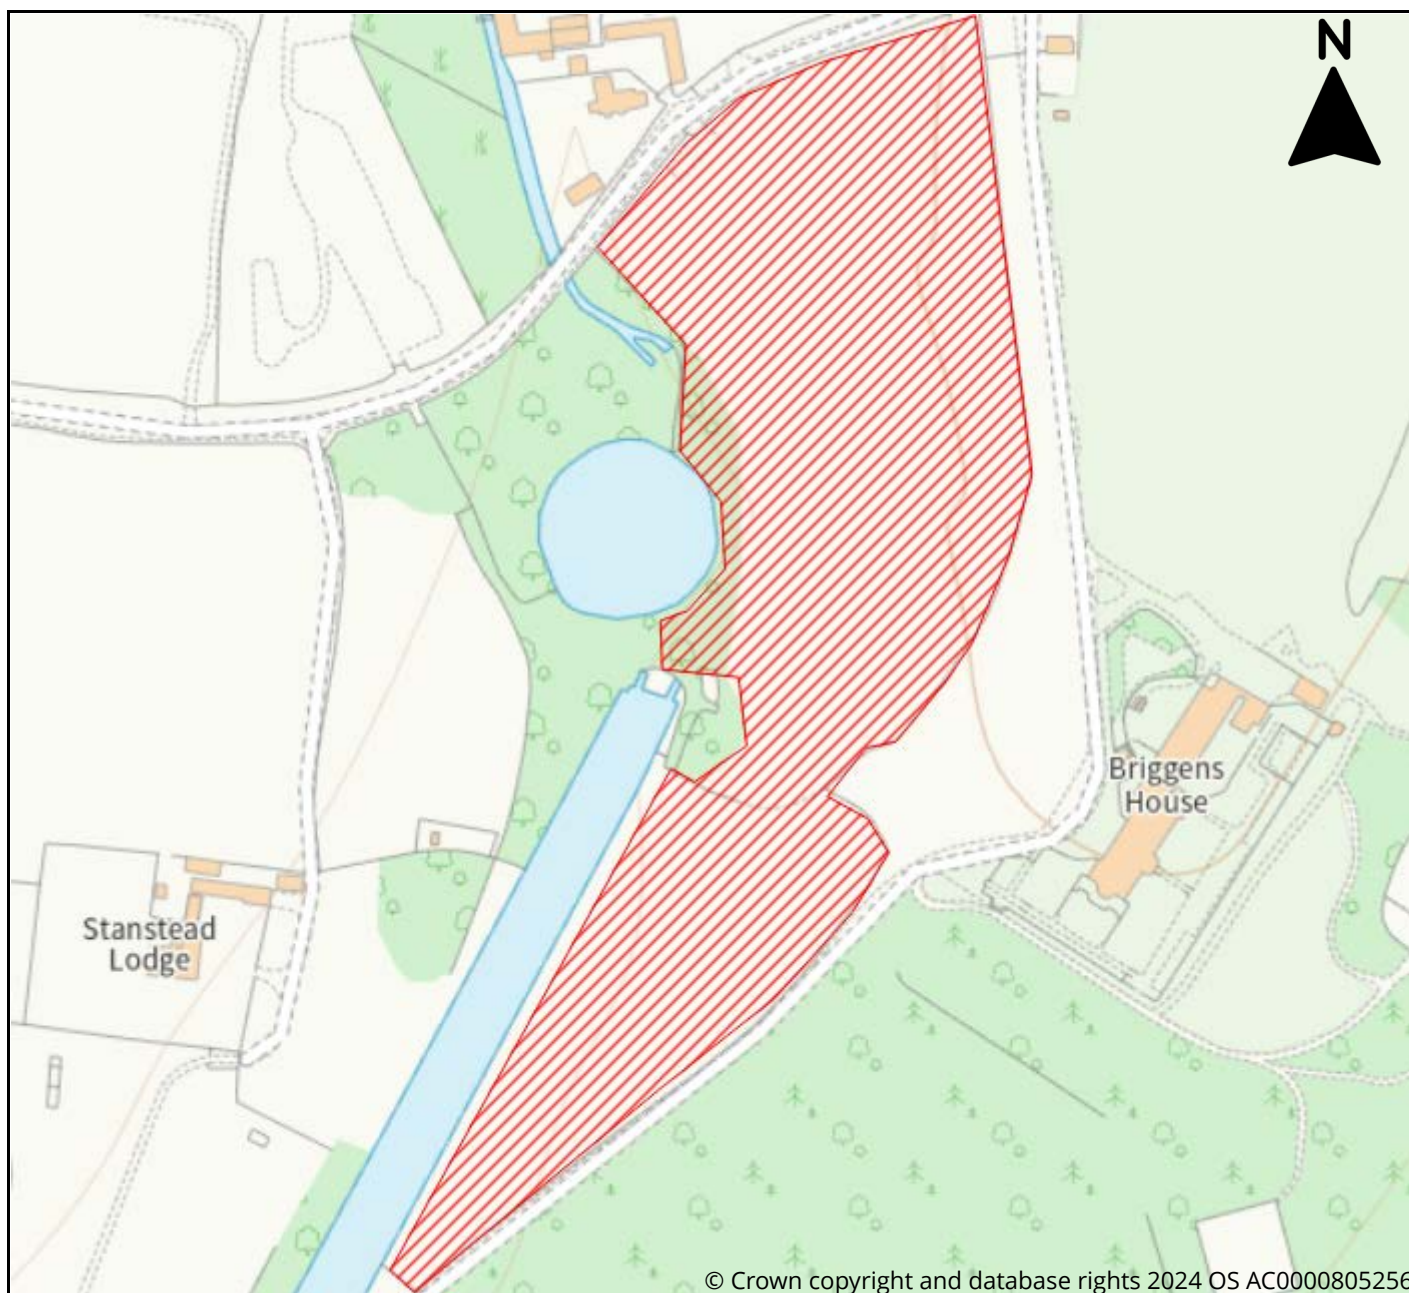 N
Briggens
House
Stanstead
Lodge
© Crown copyright and database rights 2024 OS AC0000805256